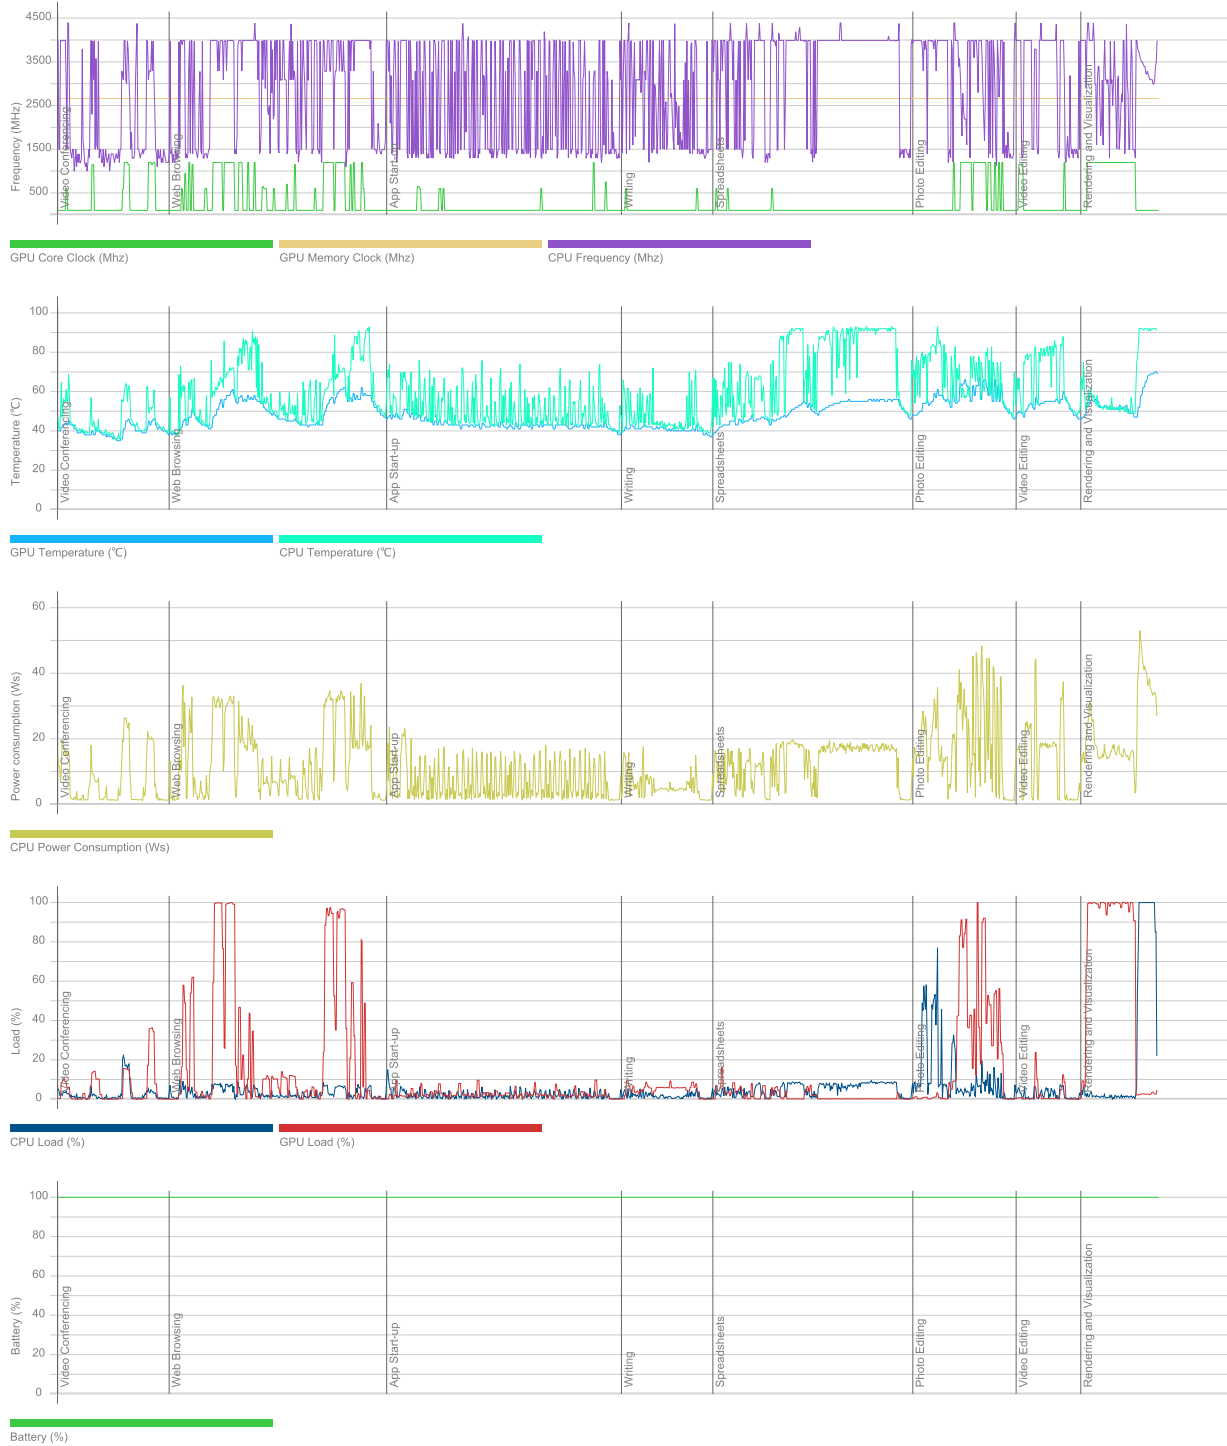 4500
3500
2500
1500
500
Frequency (MHz)
Video Conferencing
Web Browsing
App Start-up
Writing
Spreadsheets
Photo Editing
Video Editing
Rendering and Visualization
GPU Core Clock (Mhz)
GPU Memory Clock (Mhz)
CPU Frequency (Mhz)
100
80
60
40
20
0
Temperature (°C)
Video Conferencing
Web Browsing
App Start-up
Writing
Spreadsheets
Photo Editing
Video Editing
Rendering and Visualization
GPU Temperature (°C)
CPU Temperature (°C)
60
40
20
0
Power consumption (Ws)
Video Conferencing
Web Browsing
App Start-up
Writing
Spreadsheets
Photo Editing
Video Editing
Rendering and Visualization
CPU Power Consumption (Ws)
100
80
60
40
20
0
Load (%)
Video Conferencing
Web Browsing
App Start-up
Writing
Spreadsheets
Photo Editing
Video Editing
Rendering and Visualization
CPU Load (%)
GPU Load (%)
100
80
60
40
20
0
Battery (%)
Video Conferencing
Web Browsing
App Start-up
Writing
Spreadsheets
Photo Editing
Video Editing
Rendering and Visualization
Battery (%)